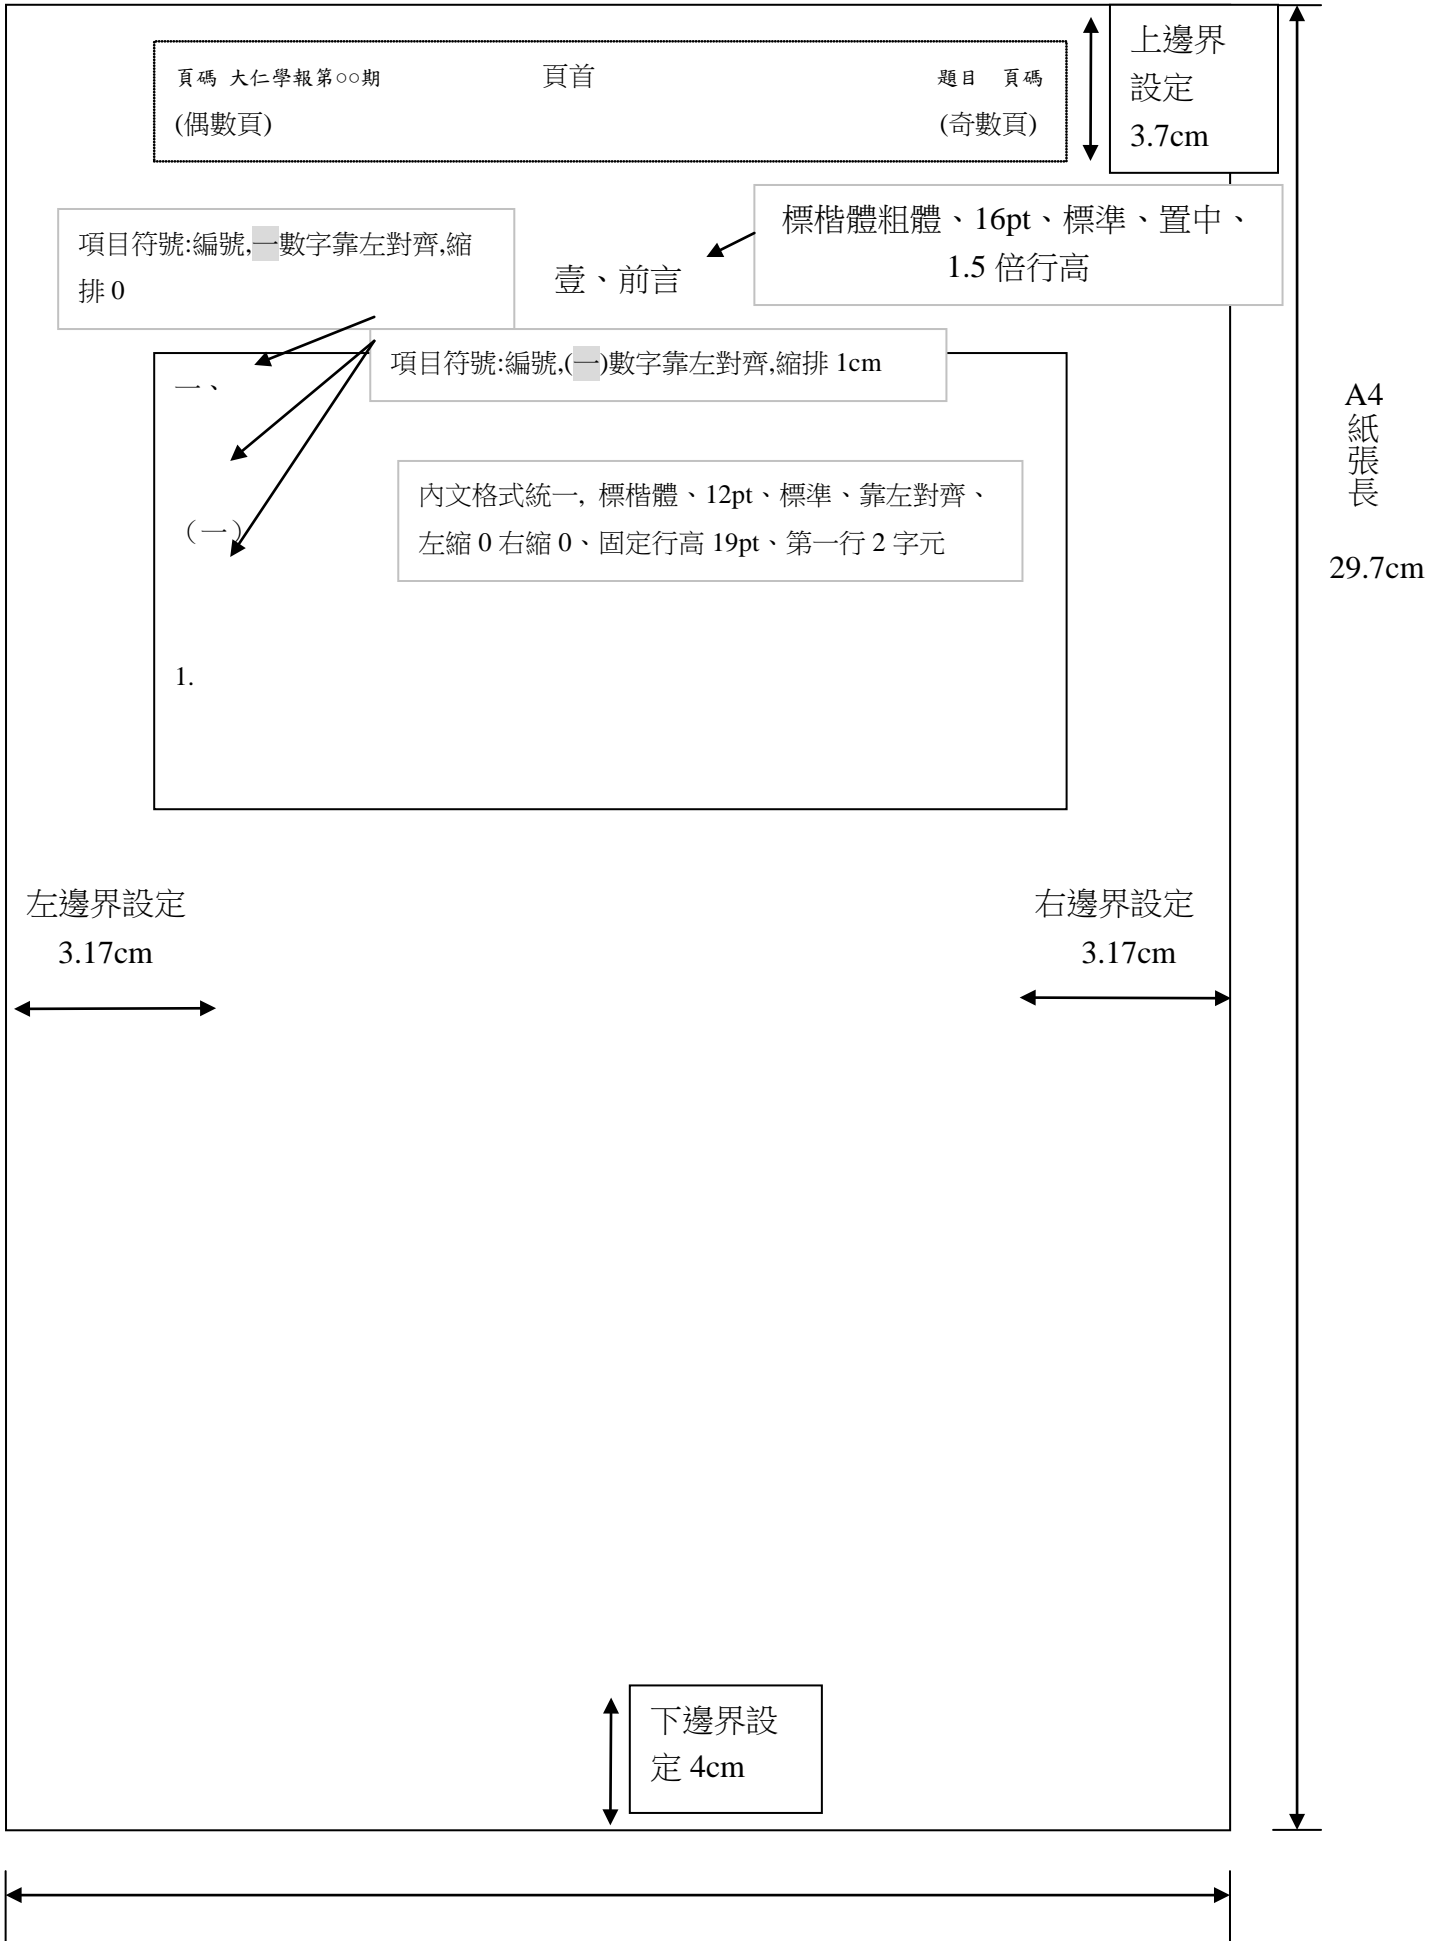 上邊界
設定
3.7cm
頁碼 大仁學報第○○期 頁首 題目 頁碼
(偶數頁) (奇數頁)
標楷體粗體、16pt、標準、置中、
1.5 倍行高
項目符號:編號,一數字靠左對齊,縮
排 0
壹、前言
項目符號:編號,(一)數字靠左對齊,縮排 1cm
一、
內文格式統一, 標楷體、12pt、標準、靠左對齊、
左縮 0 右縮 0、固定行高 19pt、第一行 2 字元
（一）
1.
A4
紙
張
長
29.7cm
左邊界設定
3.17cm
右邊界設定
3.17cm
下邊界設
定 4cm